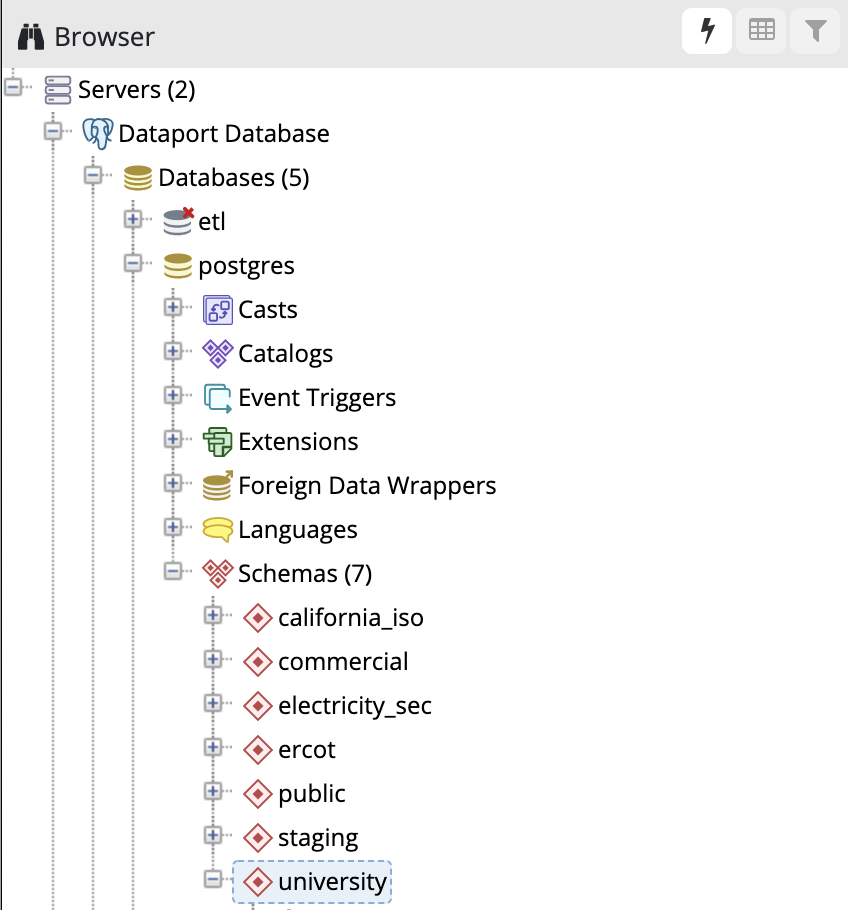 Browser
Servers (2)
Dataport Database
Databases (5)
etl
postgres
Casts
Catalogs
Event Triggers
Extensions
Foreign Data Wrappers
Languages
Schemas (7)
california_iso
commercial
electricity_sec
ercot
public
staging
university